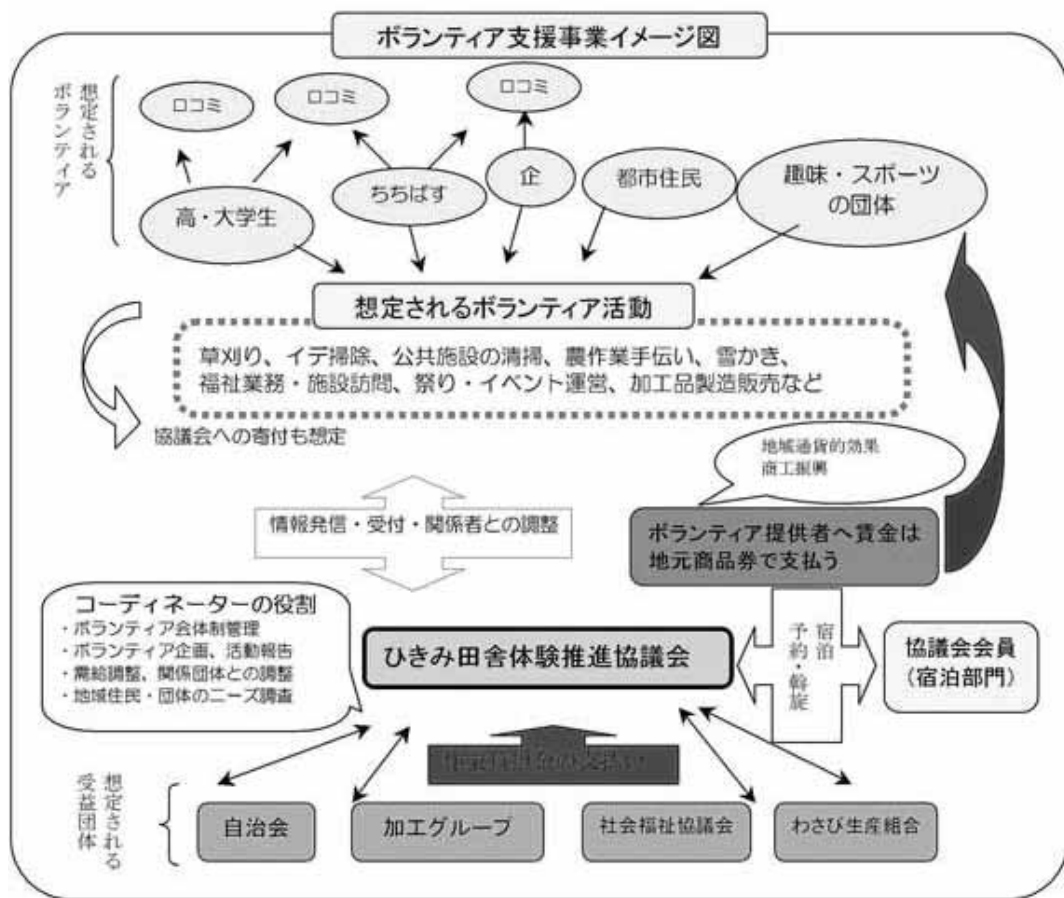 ボランティア支援事業イメージ図
想定される
ボランティア
口コミ
口コミ
口コミ
高・大学生
ちちばす
企
都市住民
趣味・スポーツ
の団体
想定されるボランティア活動
草刈り、イデ掃除、公共施設の清掃、農作業手伝い、雪かき、
福祉業務・施設訪問、祭り・イベント運営、加工品製造販売など
協議会への寄付も想定
地域通貨的効果
商工振興
情報発信・受付・関係者との調整
ボランティア提供者へ賃金は
地元商品券で支払う
コーディネーターの役割
・ボランティア会体制管理
・ボランティア企画、活動報告
・需給調整、関係団体との調整
・地域住民・団体のニーズ調査
ひきみ田舎体験推進協議会
宿泊
予約・斡旋
協議会会員
（宿泊部門）
想定される
受益団体
自治会
加工グループ
社会福祉協議会
わさび生産組合